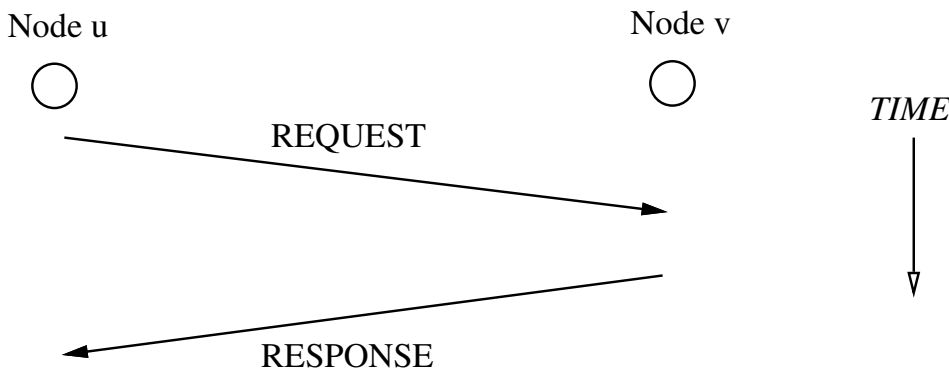 Node u
Node v
TIME
REQUEST
RESPONSE